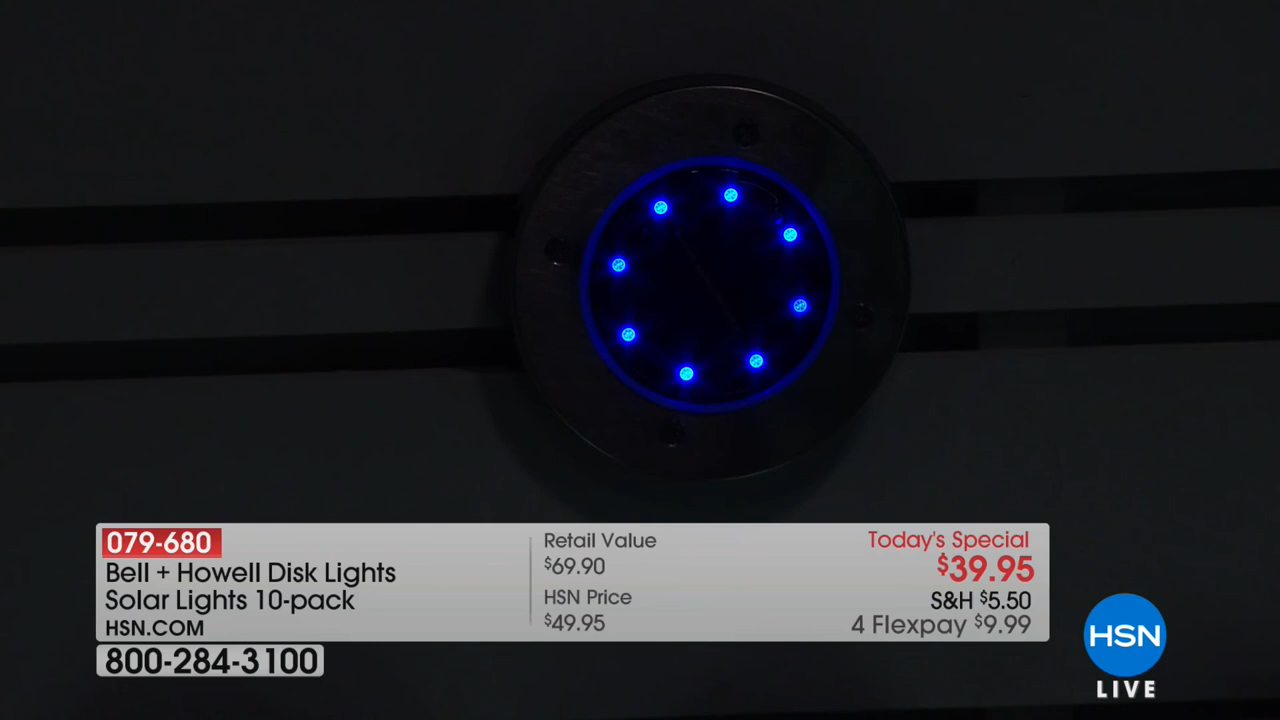 079-680
Bell + Howell Disk Lights
Solar Lights 10-pack
HSN.COM
800-284-3100
Retail Value
$69.90
HSN Price
$49.95
Today's Special
$39.95
S&H $5.50
4 Flexpay $9.99
HSN
LIVE